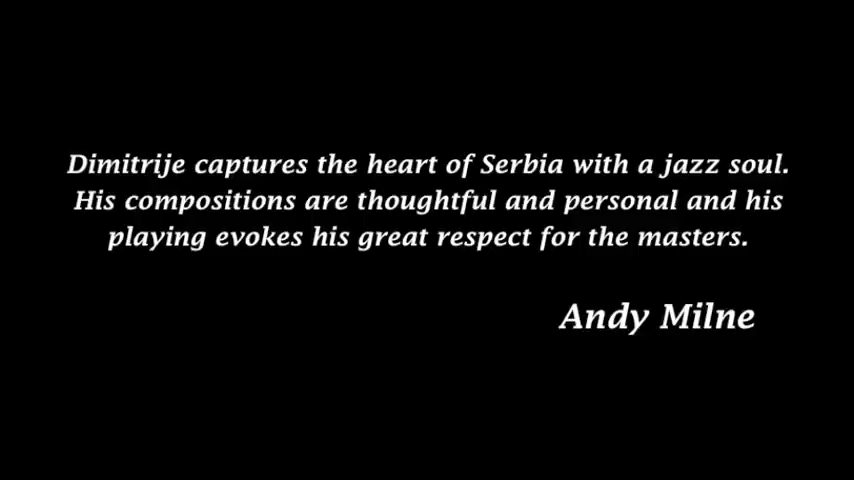 Dimitrije captures the heart of Serbia with a jazz soul.
His compositions are thoughtful and personal and his
playing evokes his great respect for the masters.
Andy Milne